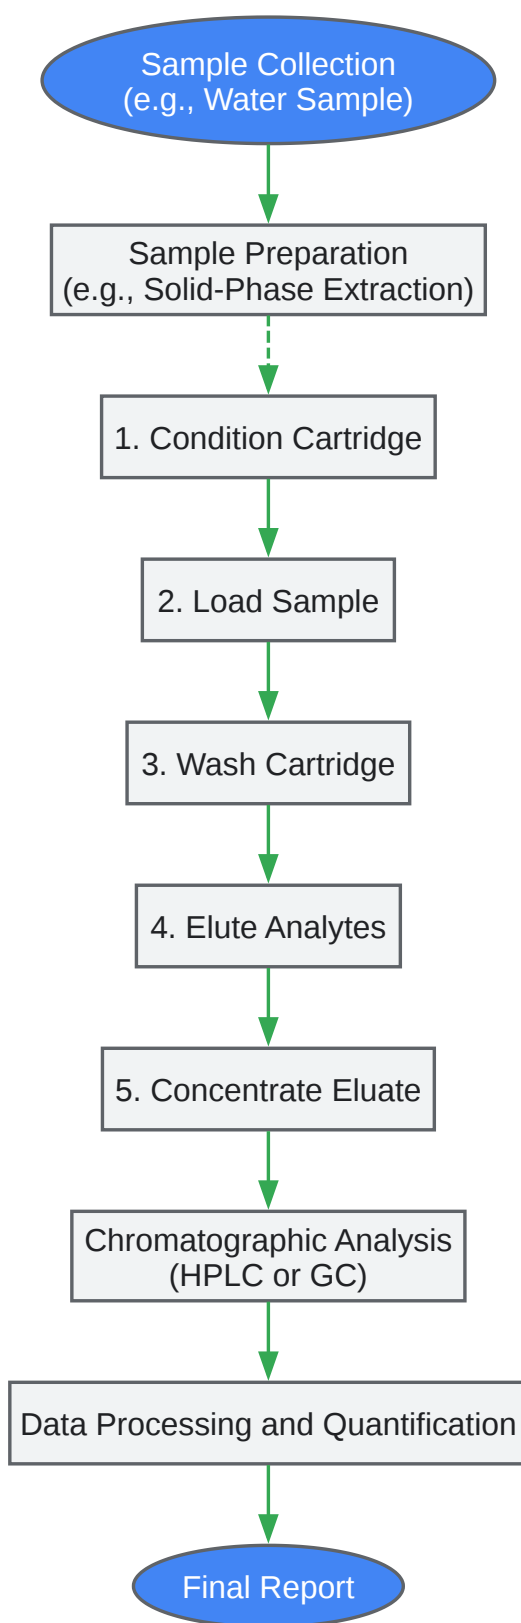 Sample Collection
(e.g., Water Sample)
Sample Preparation
(e.g., Solid-Phase Extraction)
1. Condition Cartridge
2. Load Sample
3. Wash Cartridge
4. Elute Analytes
5. Concentrate Eluate
Chromatographic Analysis
(HPLC or GC)
Data Processing and Quantification
Final Report